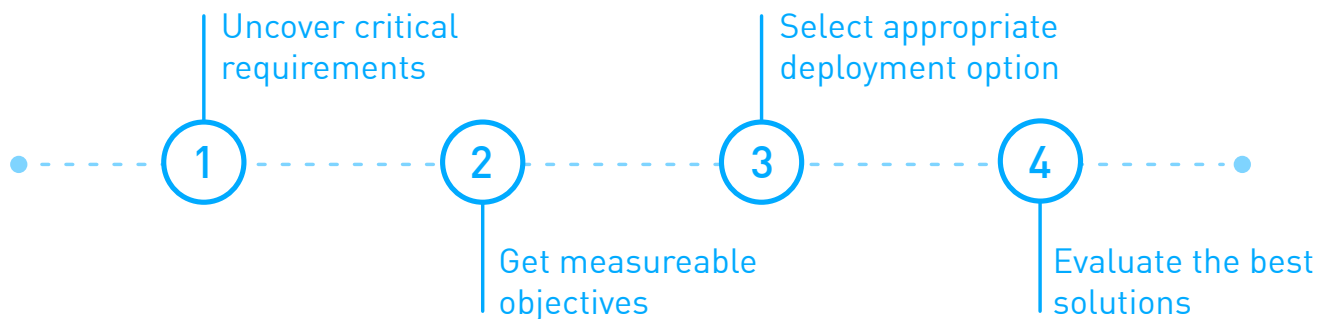 Uncover critical
requirements
Select appropriate
deployment option
1
2
3
4
Get measureable
objectives
Evaluate the best
solutions